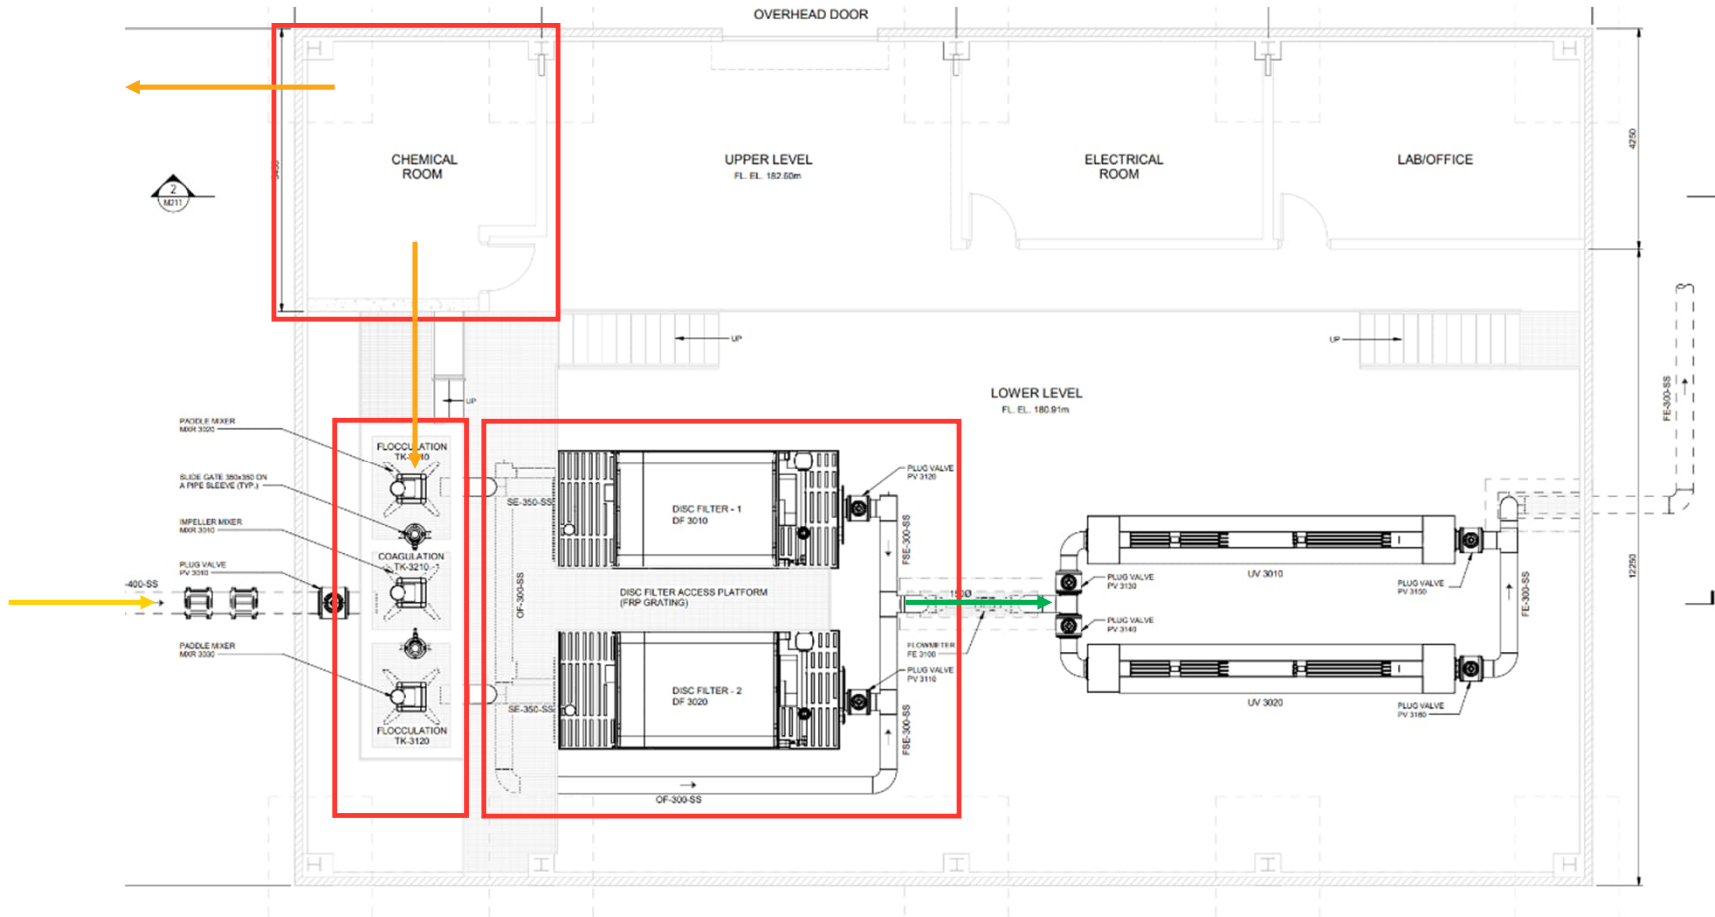 OVERHEAD DOOR
CHEMICAL
ROOM
UPPER LEVEL
FL. EL. 182.60m
ELECTRICAL
ROOM
LAB/OFFICE
4250
2
M211
UP
UP
LOWER LEVEL
FL. EL. 180.91m
FE-300-SS
UP
PADDLE MIXER
MXR 3020
FLOCCULATION
SLIDE GATE 350x350 ON
A PIPE SLEEVE (TYP.)
IMPELLER MIXER
MXR 3010
COAGULATION
TK-3210
PLUG VALVE
PV 3010
-400-SS
PADDLE MIXER
MXR 3030
FLOCCULATION
TK-3120
SE-350-SS
OF-300-SS
SE-350-SS
DISC FILTER - 1
DF 3010
DISC FILTER ACCESS PLATFORM
(FRP GRATING)
DISC FILTER - 2
DF 3020
OF-300-SS
PLUG VALVE
PV 3120
FSE-300-SS
FLOWMETER
FE 3100
PLUG VALVE
PV 3110
FSE-300-SS
PLUG VALVE
PV 3130
PLUG VALVE
PV 3140
UV 3010
PLUG VALVE
PV 3150
UV 3020
PLUG VALVE
PV 3160
FE-300-SS
12250